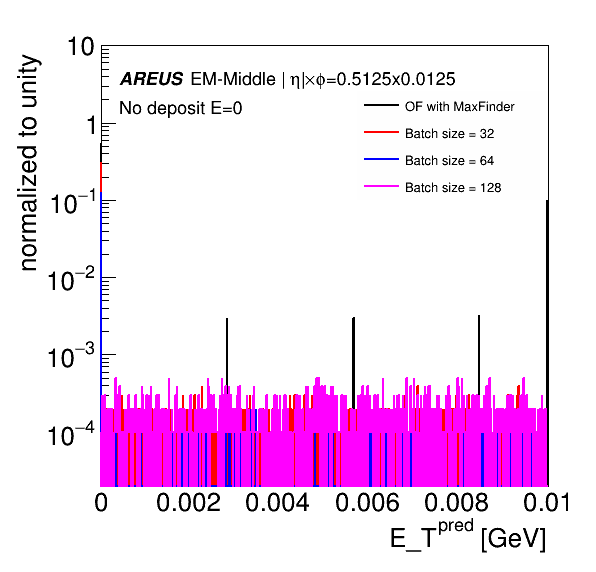 10
AREUS EM-Middle | η|×ϕ=0.5125x0.0125
No deposit E=0
OF with MaxFinder
1
Batch size = 32
Batch size = 64
Batch size = 128
10⁻¹
10⁻²
10⁻³
10⁻⁴
normalized to unity
0 0.002 0.004 0.006 0.008 0.01
E_T^pred [GeV]